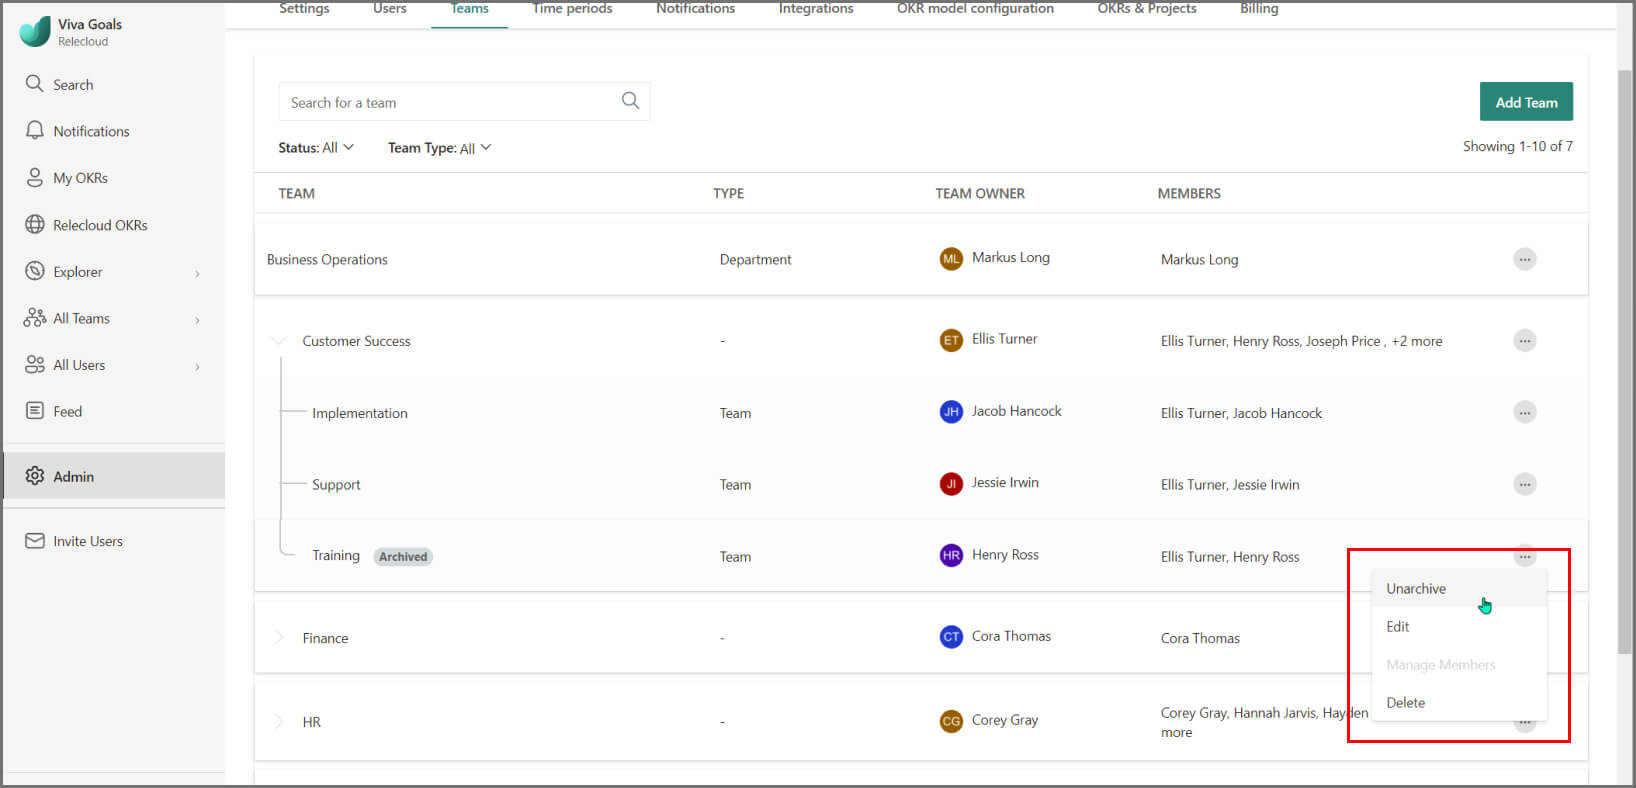 Viva Goals
Relecloud
Search
Notifications
My OKRs
Relecloud OKRs
Explorer
All Teams
All Users
Feed
Admin
Invite Users
Settings Users Teams Time periods Notifications Integrations OKR model configuration OKRs & Projects Billing
Search for a team
Add Team
Status: All Team Type: All
Showing 1-10 of 7
TEAM TYPE TEAM OWNER MEMBERS
Business Operations Department ML Markus Long Markus Long
Customer Success - ET Ellis Turner Ellis Turner, Henry Ross, Joseph Price , +2 more
Implementation Team JH Jacob Hancock Ellis Turner, Jacob Hancock
Support Team JI Jessie Irwin Ellis Turner, Jessie Irwin
Training Archived Team HR Henry Ross Ellis Turner, Henry Ross
Unarchive
Edit
Manage Members
Delete
Finance - CT Cora Thomas Cora Thomas
HR - CG Corey Gray Corey Gray, Hannah Jarvis, Hayden
more